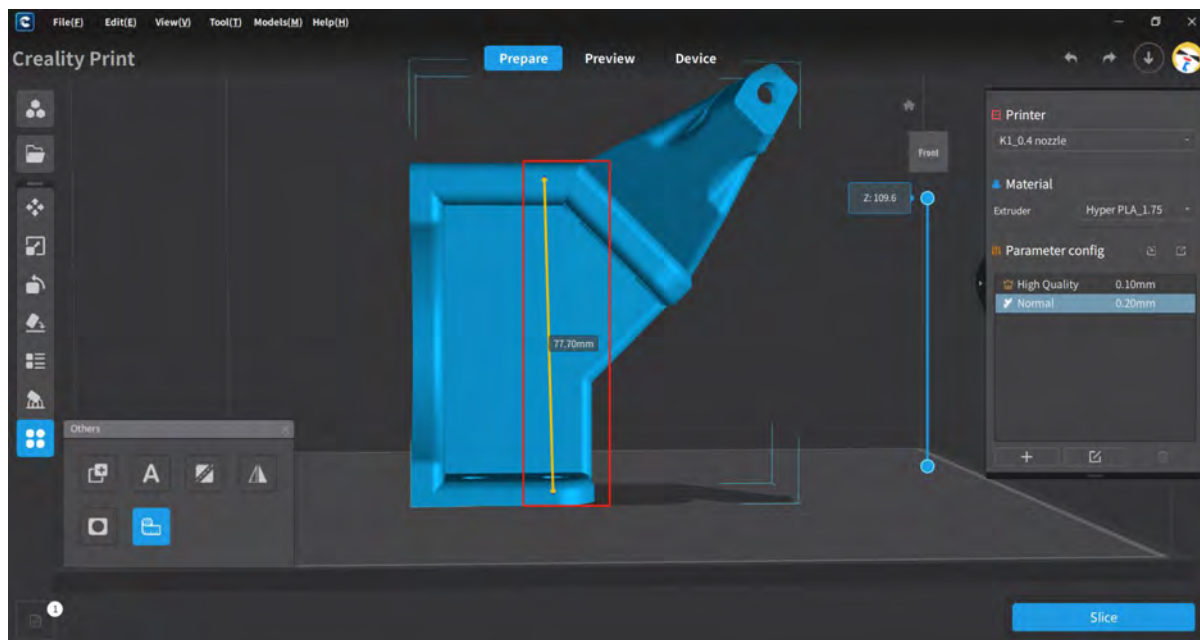 File(F) Edit(E) View(V) Tool(T) Models(M) Help(H)
Creality Print
Prepare Preview Device
Printer
K1_0.4 nozzle
Front
Material
Z: 109.6
Extruder Hyper PLA_1.75
Parameter config
High Quality 0.10mm
Normal 0.20mm
77.70mm
Others
A
1
Slice